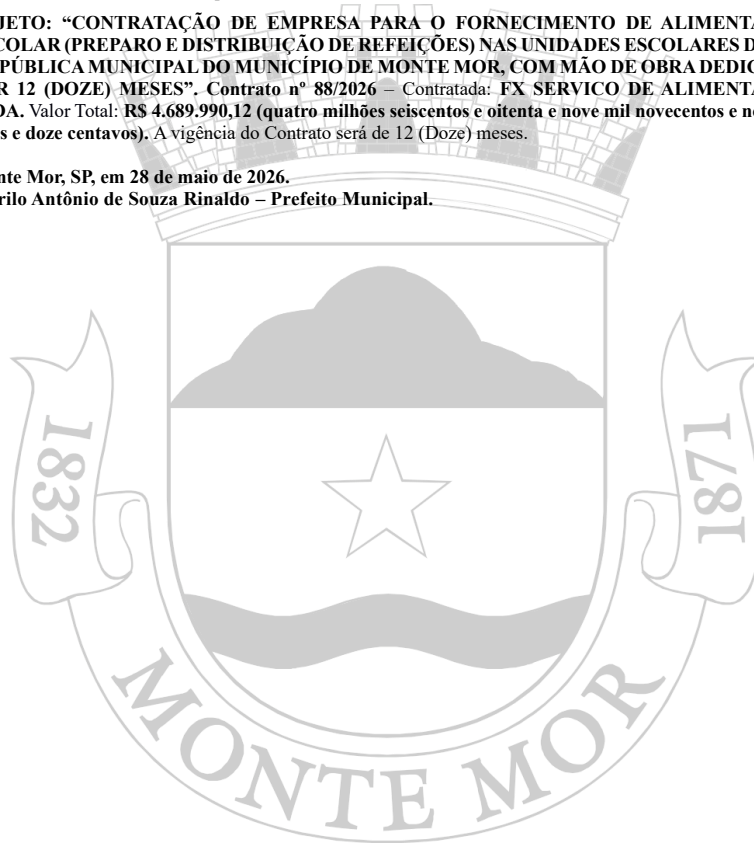 JETO: “CONTRATAÇÃO DE EMPRESA PARA O FORNECIMENTO DE ALIMENTA
COLAR (PREPARO E DISTRIBUIÇÃO DE REFEIÇÕES) NAS UNIDADES ESCOLARES D
PÚBLICA MUNICIPAL DO MUNICÍPIO DE MONTE MOR, COM MÃO DE OBRA DEDIC
R 12 (DOZE) MESES”. Contrato nº 88/2026 – Contratada: FX SERVICO DE ALIMENTA
DA. Valor Total: R$ 4.689.990,12 (quatro milhões seiscentos e oitenta e nove mil novecentos e no
s e doze centavos). A vigência do Contrato será de 12 (Doze) meses.
nte Mor, SP, em 28 de maio de 2026.
rilo Antônio de Souza Rinaldo – Prefeito Municipal.
1832
1871
MONTE MOR